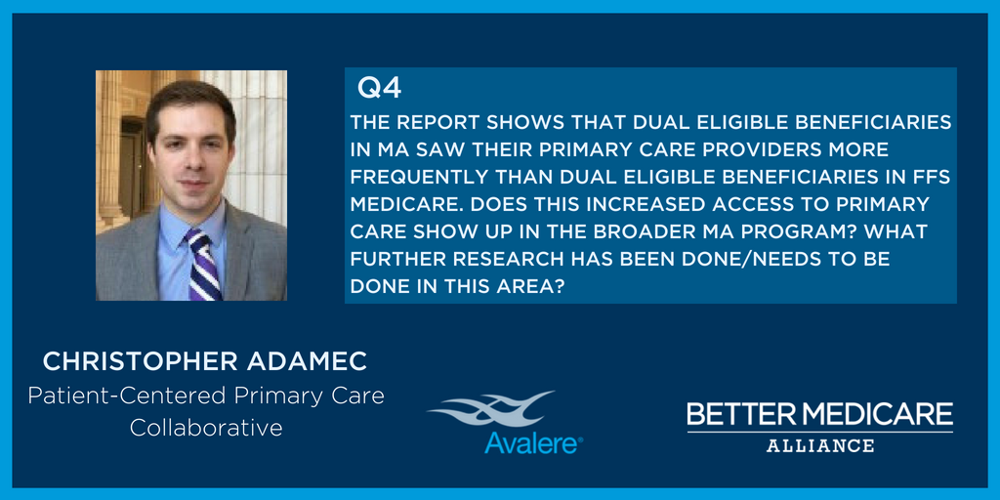 Q4
THE REPORT SHOWS THAT DUAL ELIGIBLE BENEFICIARIES
IN MA SAW THEIR PRIMARY CARE PROVIDERS MORE
FREQUENTLY THAN DUAL ELIGIBLE BENEFICIARIES IN FFS
MEDICARE. DOES THIS INCREASED ACCESS TO PRIMARY
CARE SHOW UP IN THE BROADER MA PROGRAM? WHAT
FURTHER RESEARCH HAS BEEN DONE/NEEDS TO BE
DONE IN THIS AREA?
CHRISTOPHER ADAMEC
Patient-Centered Primary Care
Collaborative
Avalere®
BETTER MEDICARE
ALLIANCE